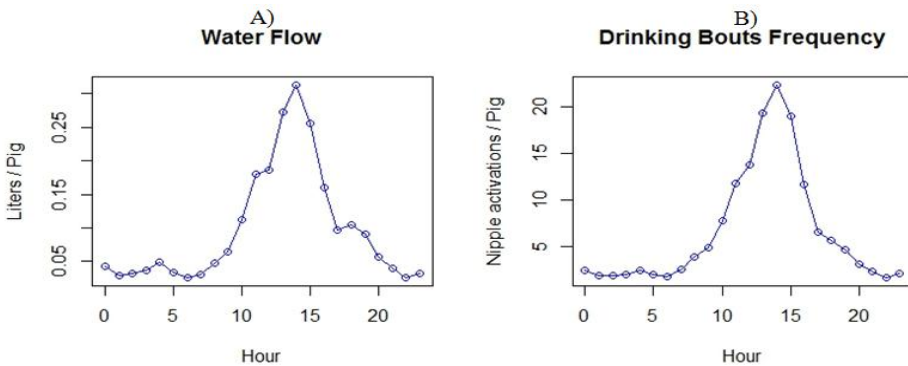 A)
Water Flow
Liters / Pig
0.05
0.15
0.25
0 5 10 15 20
Hour
B)
Drinking Bouts Frequency
Nipple activations / Pig
5
10
15
20
0 5 10 15 20
Hour